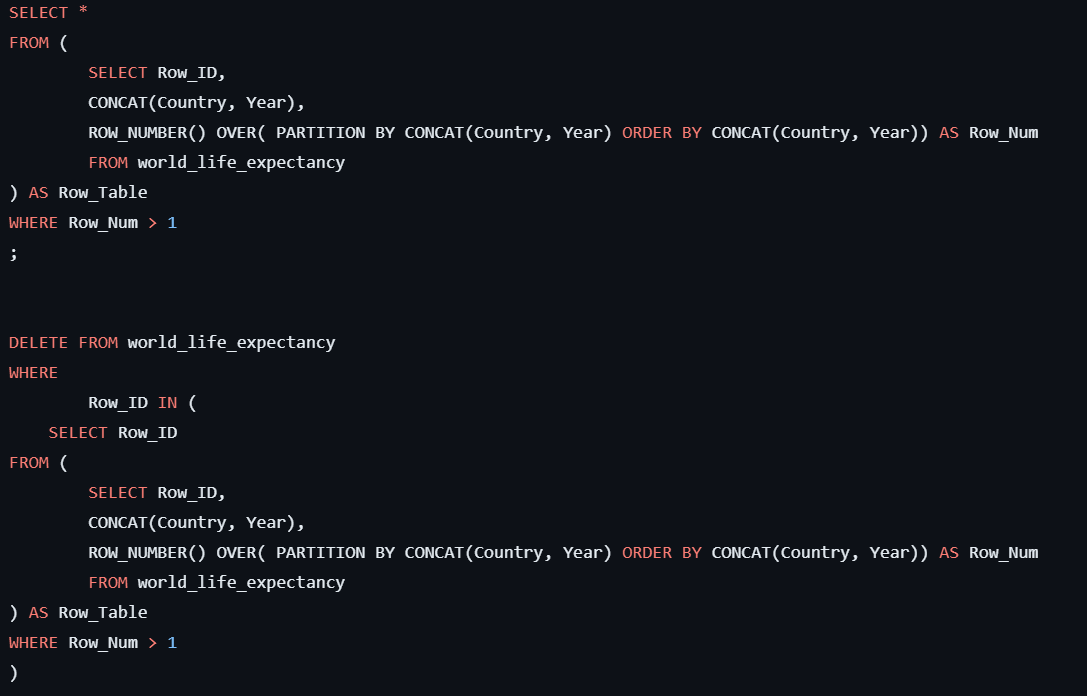 SELECT *
FROM (
        SELECT Row_ID,
        CONCAT(Country, Year),
        ROW_NUMBER() OVER( PARTITION BY CONCAT(Country, Year) ORDER BY CONCAT(Country, Year)) AS Row_Num
        FROM world_life_expectancy
) AS Row_Table
WHERE Row_Num > 1
;
DELETE FROM world_life_expectancy
WHERE
        Row_ID IN (
    SELECT Row_ID
FROM (
        SELECT Row_ID,
        CONCAT(Country, Year),
        ROW_NUMBER() OVER( PARTITION BY CONCAT(Country, Year) ORDER BY CONCAT(Country, Year)) AS Row_Num
        FROM world_life_expectancy
) AS Row_Table
WHERE Row_Num > 1
)